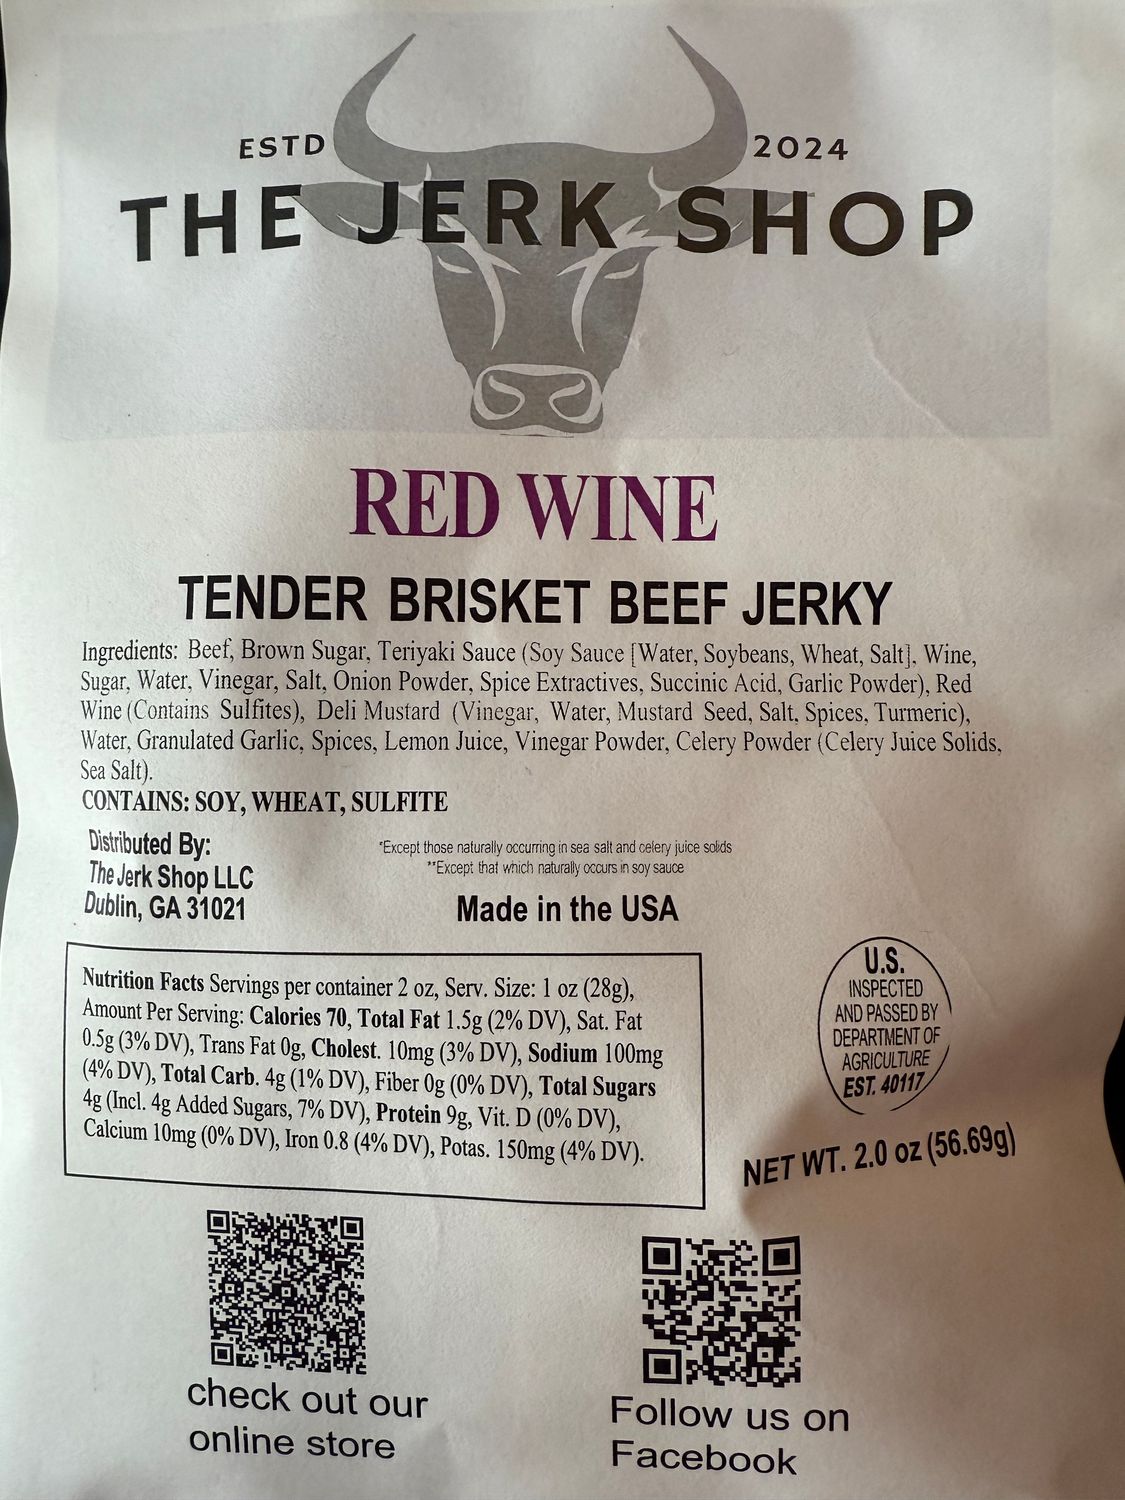 ESTD 2024
THE JERK SHOP
RED WINE
TENDER BRISKET BEEF JERKY
Ingredients: Beef, Brown Sugar, Teriyaki Sauce (Soy Sauce [Water, Soybeans, Wheat, Salt], Wine,
Sugar, Water, Vinegar, Salt, Onion Powder, Spice Extractives, Succinic Acid, Garlic Powder), Red
Wine (Contains Sulfites), Deli Mustard (Vinegar, Water, Mustard Seed, Salt, Spices, Turmeric),
Water, Granulated Garlic, Spices, Lemon Juice, Vinegar Powder, Celery Powder (Celery Juice Solids,
Sea Salt).
CONTAINS: SOY, WHEAT, SULFITE
Distributed By:
The Jerk Shop LLC
Dublin, GA 31021
*Except those naturally occurring in sea salt and celery juice solids
**Except that which naturally occurs in soy sauce
Made in the USA
Nutrition Facts Servings per container 2 oz, Serv. Size: 1 oz (28g),
Amount Per Serving: Calories 70, Total Fat 1.5g (2% DV), Sat. Fat
0.5g (3% DV), Trans Fat 0g, Cholest. 10mg (3% DV), Sodium 100mg
(4% DV), Total Carb. 4g (1% DV), Fiber 0g (0% DV), Total Sugars
4g (Incl. 4g Added Sugars, 7% DV), Protein 9g, Vit. D (0% DV),
Calcium 10mg (0% DV), Iron 0.8 (4% DV), Potas. 150mg (4% DV).
U.S.
INSPECTED
AND PASSED BY
DEPARTMENT OF
AGRICULTURE
EST. 40117
NET WT. 2.0 oz (56.69g)
check out our
online store
Follow us on
Facebook